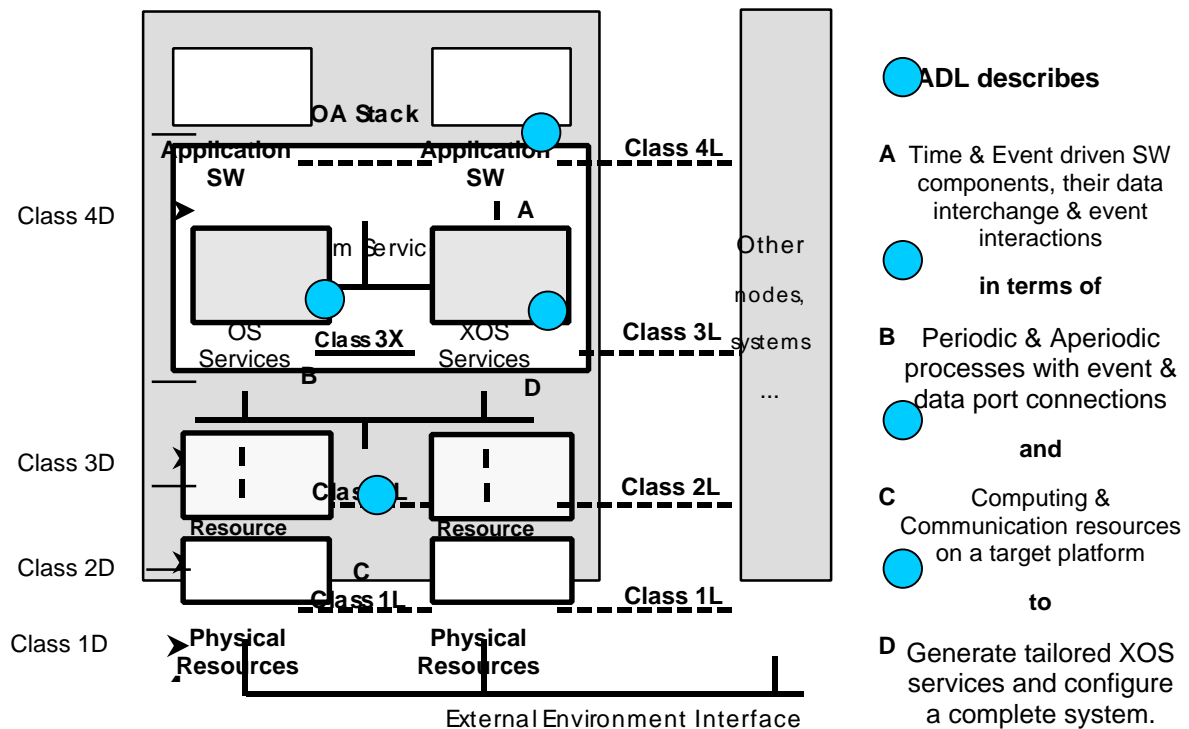 OA Stack
Application
SW
Application
SW
Class 4L
Class 4D
A
m Servic
OS
Services
Class 3X
XOS
Services
Class 3L
B
D
Class 3D
Class 2L
Resource
Resource
Class 2D
C
Class 1L
Class 1L
Class 1D
Physical
Resources
Physical
Resources
External Environment Interface
Other
nodes,
systems
...
ADL describes
A Time & Event driven SW
components, their data
interchange & event
interactions
in terms of
B Periodic & Aperiodic
processes with event &
data port connections
and
C Computing &
Communication resources
on a target platform
to
D Generate tailored XOS
services and configure
a complete system.